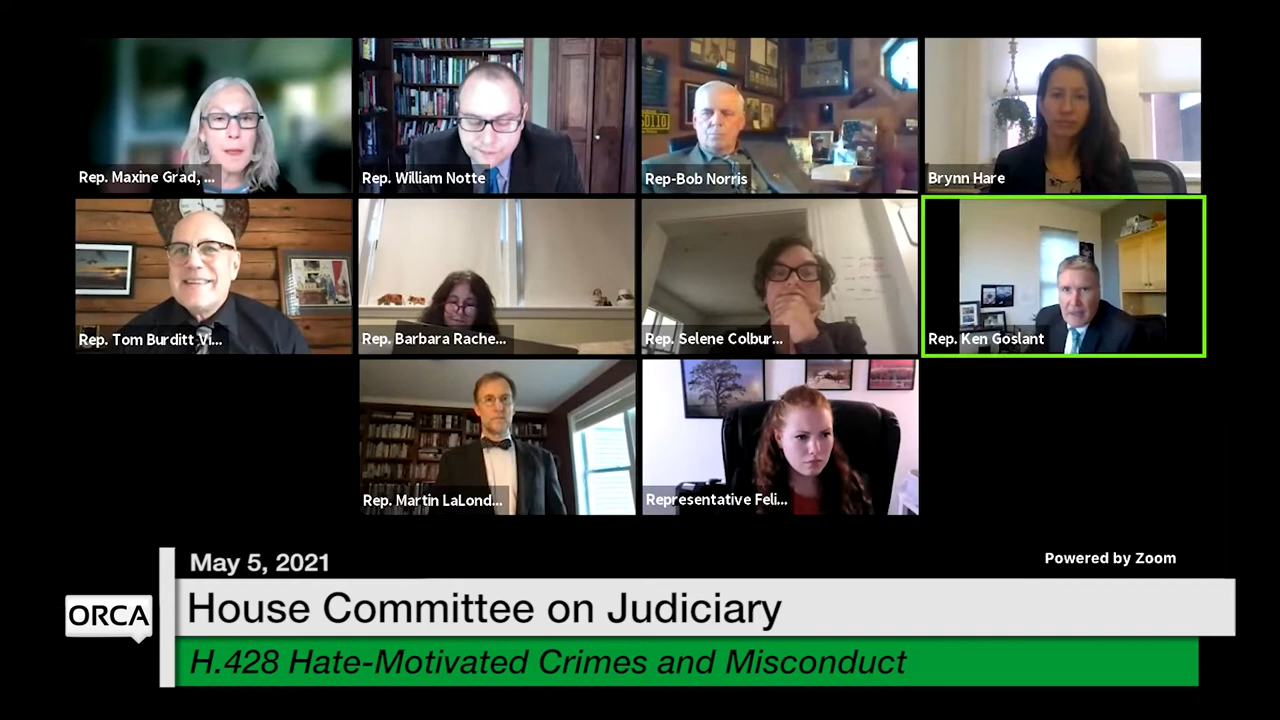 Rep. Maxine Grad, ...
Rep. William Notte
Rep-Bob Norris
Brynn Hare
Rep. Tom Burditt Vi...
Rep. Barbara Rache...
Rep. Selene Colbur...
Rep. Ken Goslant
Rep. Martin LaLond...
Representative Feli...
May 5, 2021
Powered by Zoom
ORCA
House Committee on Judiciary
H.428 Hate-Motivated Crimes and Misconduct